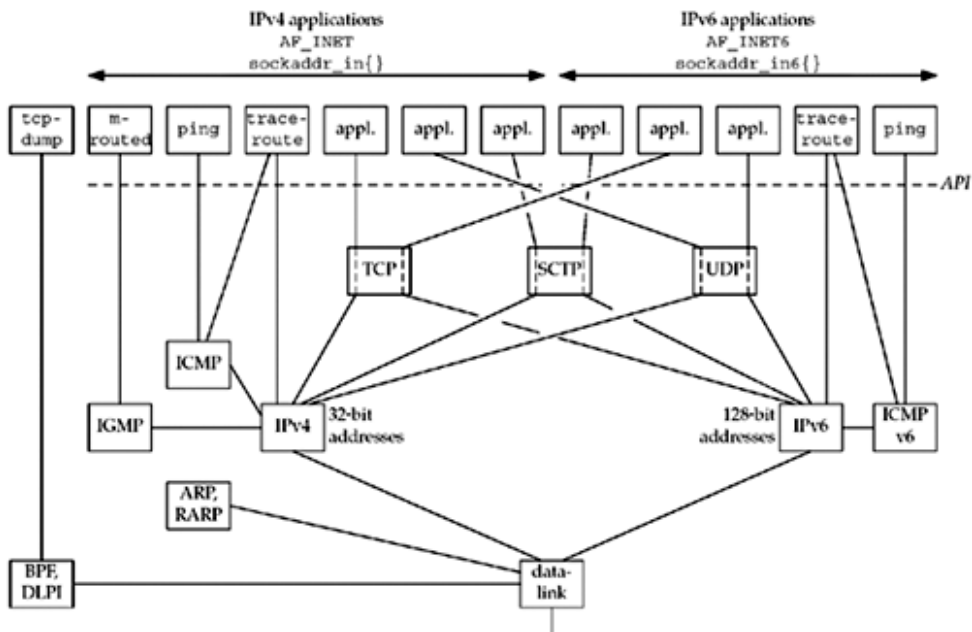 IPv4 applications
AF_INET
sockaddr_in{}
IPv6 applications
AF_INET6
sockaddr_in6{}
tcp-
dump
m-
routed
ping
trace-
route
appl.
appl.
appl.
appl.
appl.
appl.
trace-
route
ping
API
TCP
SCTP
UDP
ICMP
IGMP
IPv4
32-bit
addresses
128-bit
addresses
IPv6
ICMP
v6
ARP,
RARP
BPF,
DLPI
data-
link